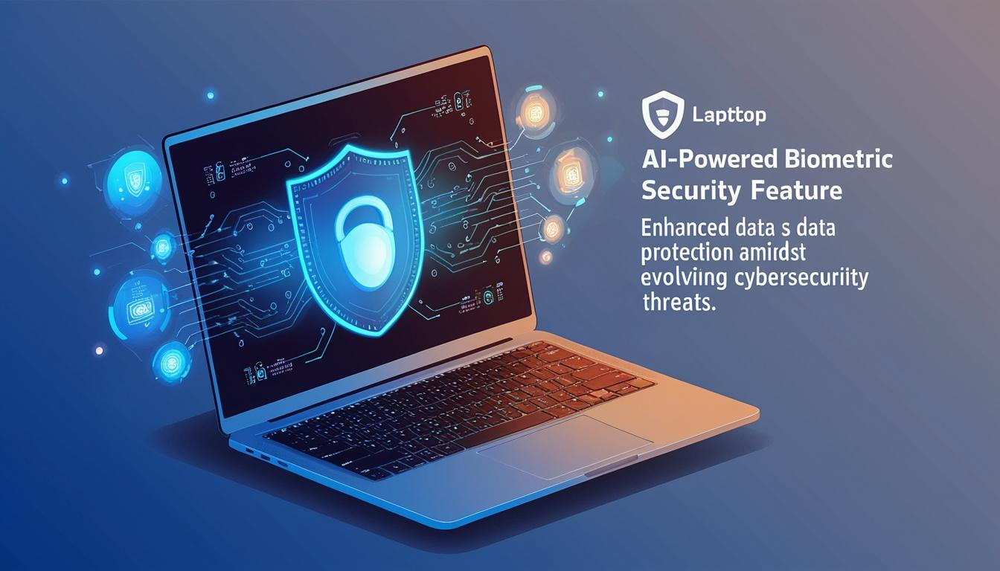 Lapttop
AI-Powered Biometric
Security Feature
Enhanced data s data
protection amirdst
evolviing cybersecuriity
threats.